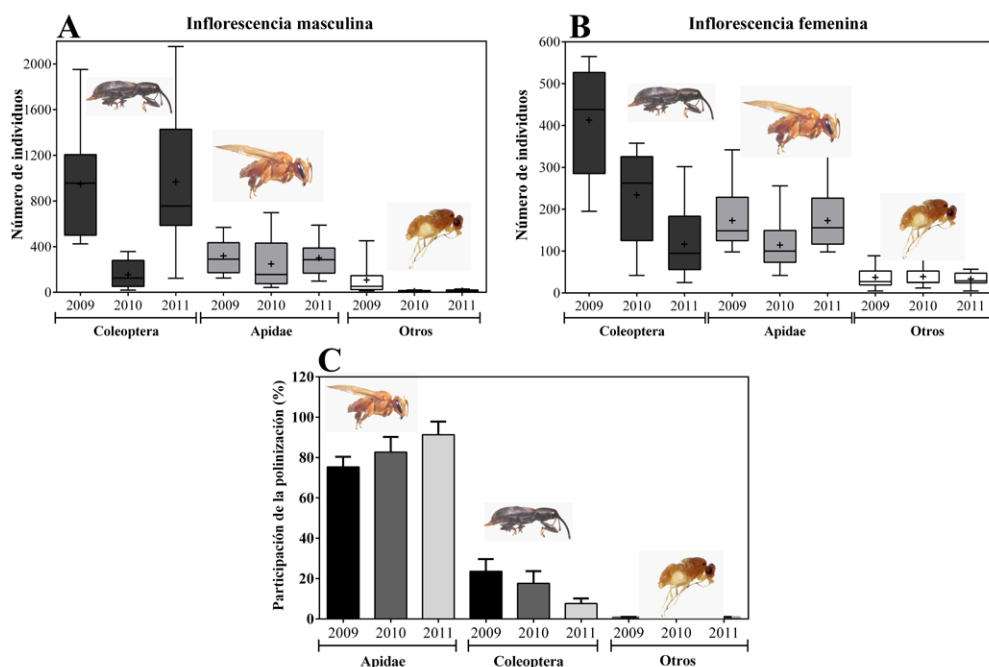 A
Inflorescencia masculina
Número de individuos
2000
1600
1200
800
400
0
2009 2010 2011 2009 2010 2011 2009 2010 2011
Coleoptera Apidae Otros
B
Inflorescencia femenina
Número de individuos
600
500
400
300
200
100
0
2009 2010 2011 2009 2010 2011 2009 2010 2011
Coleoptera Apidae Otros
C
Participación de la polinización (%)
120
100
80
60
40
20
0
2009 2010 2011 2009 2010 2011 2009 2010 2011
Apidae Coleoptera Otros